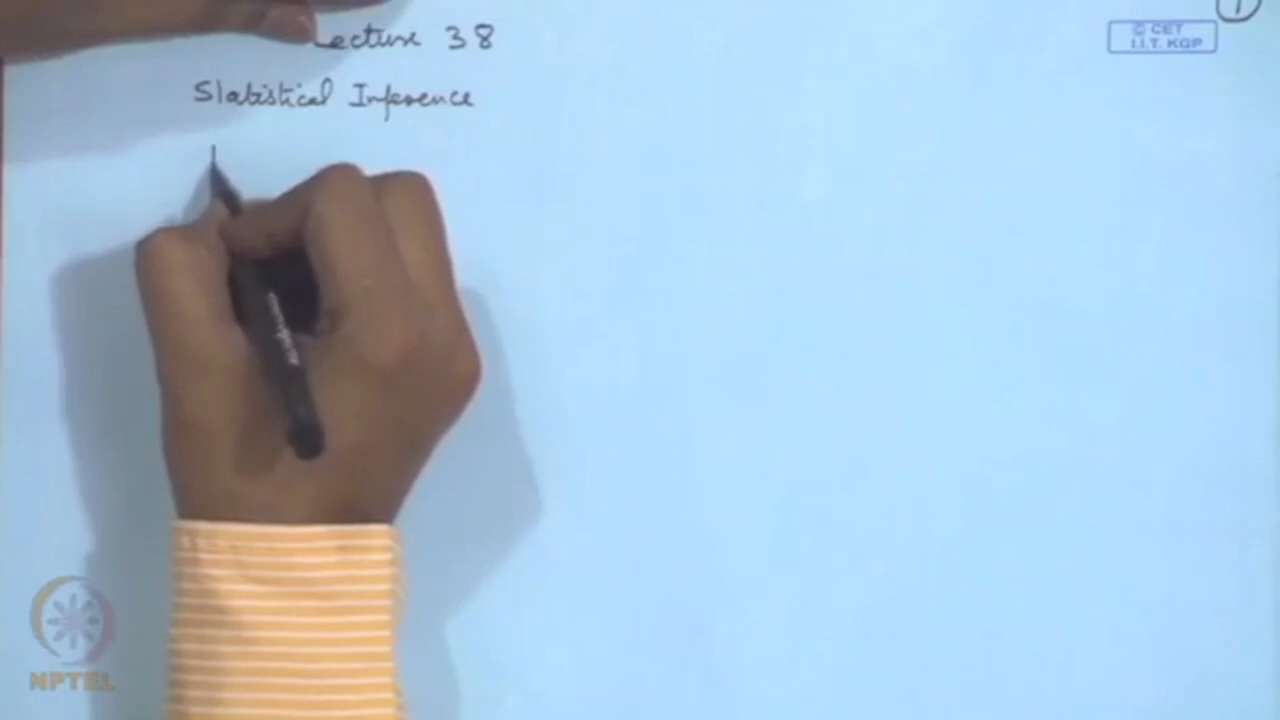 Lecture 38
© CET
I.I.T. KGP
1
Statistical Inference
NPTEL